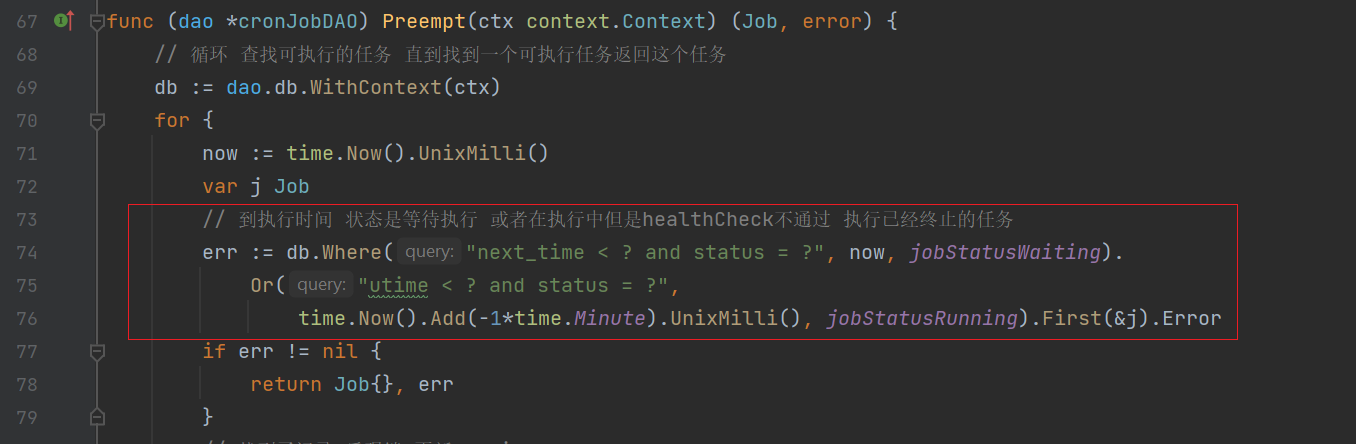 67 func (dao *cronJobDAO) Preempt(ctx context.Context) (Job, error) {
68 // 循环 查找可执行的任务 直到找到一个可执行任务返回这个任务
69 db := dao.db.WithContext(ctx)
70 for {
71 now := time.Now().UnixMilli()
72 var j Job
73 // 到执行时间 状态是等待执行 或者在执行中但是healthCheck不通过 执行已经终止的任务
74 err := db.Where( query: "next_time < ? and status = ?", now, jobStatusWaiting).
75 Or( query: "utime < ? and status = ?",
76 time.Now().Add(-1*time.Minute).UnixMilli(), jobStatusRunning).First(&j).Error
77 if err != nil {
78 return Job{}, err
79 }